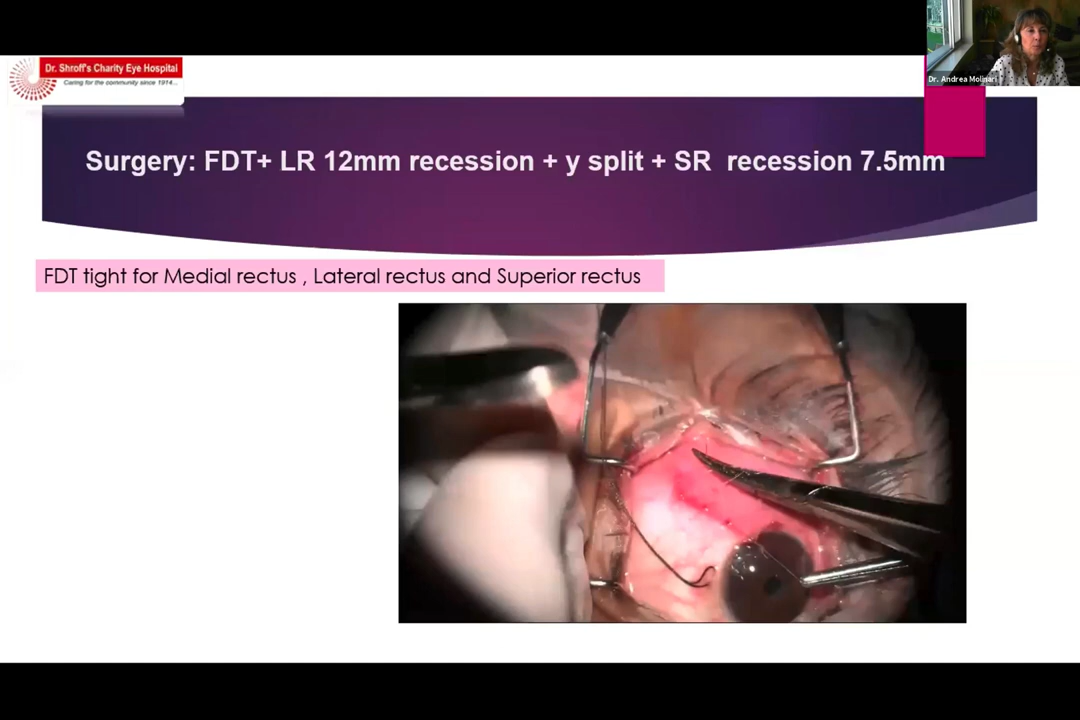 Dr. Shroff's Charity Eye Hospital
Caring for the community since 1914...
Dr. Andrea Molinari
Surgery: FDT+ LR 12mm recession + y split + SR recession 7.5mm
FDT tight for Medial rectus , Lateral rectus and Superior rectus